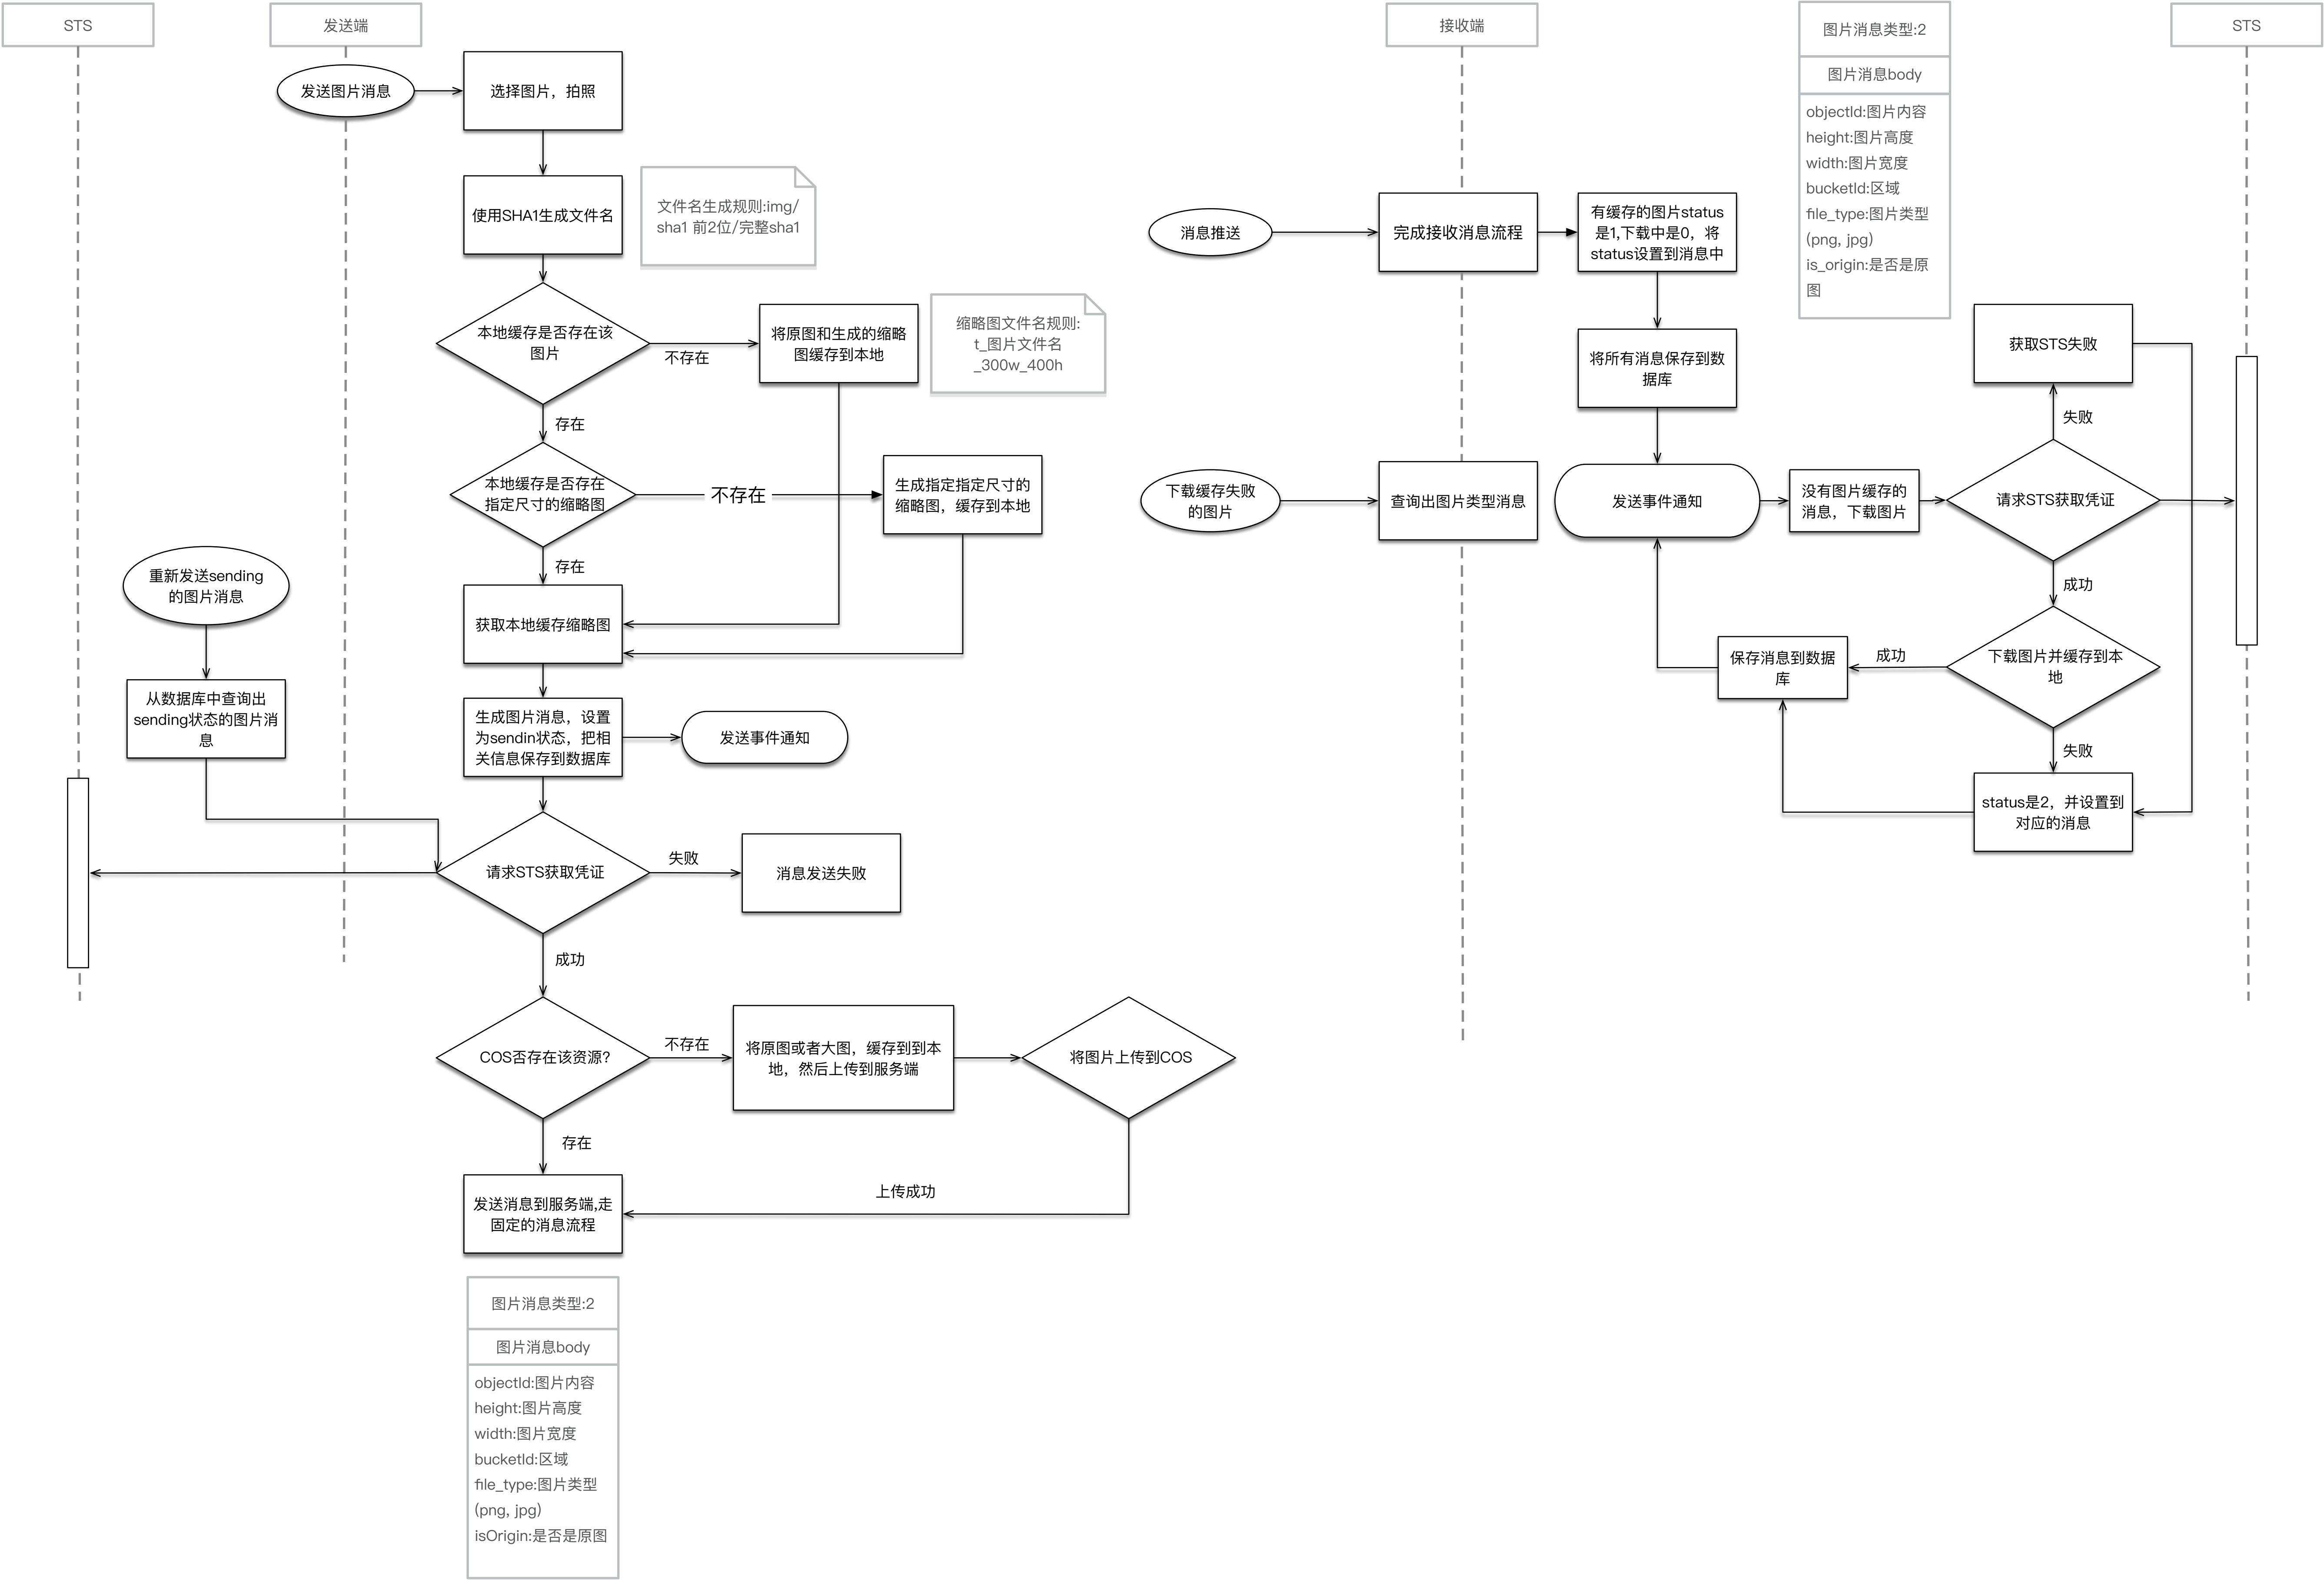 STS
发送端
发送图片消息
选择图片，拍照
使用SHA1生成文件名
文件名生成规则:img/
sha1 前2位/完整sha1
本地缓存是否存在该
图片
不存在
将原图和生成的缩略
图缓存到本地
缩略图文件名规则:
t_图片文件名
_300w_400h
存在
本地缓存是否存在
指定尺寸的缩略图
不存在
生成指定指定尺寸的
缩略图，缓存到本地
存在
重新发送sending
的图片消息
获取本地缓存缩略图
从数据库中查询出
sending状态的图片消
息
生成图片消息，设置
为sendin状态，把相
关信息保存到数据库
发送事件通知
请求STS获取凭证
失败
消息发送失败
成功
COS否存在该资源?
不存在
将原图或者大图，缓存到到本
地，然后上传到服务端
将图片上传到COS
存在
上传成功
发送消息到服务端,走
固定的消息流程
图片消息类型:2
图片消息body
objectId:图片内容
height:图片高度
width:图片宽度
bucketId:区域
file_type:图片类型
(png, jpg)
isOrigin:是否是原图
接收端
图片消息类型:2
图片消息body
objectId:图片内容
height:图片高度
width:图片宽度
bucketId:区域
file_type:图片类型
(png, jpg)
is_origin:是否是原
图
STS
消息推送
完成接收消息流程
有缓存的图片status
是1,下载中是0，将
status设置到消息中
将所有消息保存到数
据库
获取STS失败
失败
下载缓存失败
的图片
查询出图片类型消息
发送事件通知
没有图片缓存的
消息，下载图片
请求STS获取凭证
成功
保存消息到数据
库
成功
下载图片并缓存到本
地
失败
status是2，并设置到
对应的消息